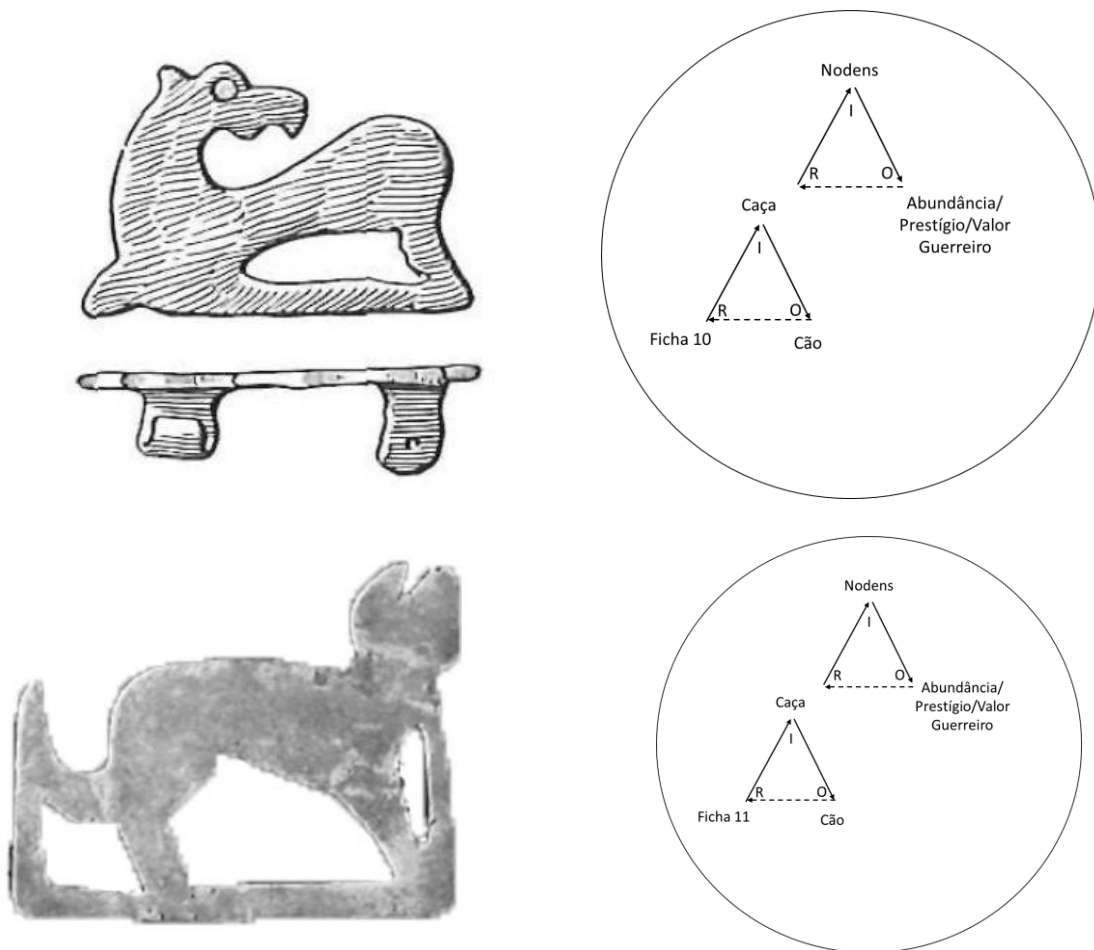 Nodens
I
R
O
Abundância/
Prestígio/Valor
Guerreiro
Caça
I
R
O
Ficha 10
Cão
Nodens
I
R
O
Abundância/
Prestígio/Valor
Guerreiro
Caça
I
R
O
Ficha 11
Cão